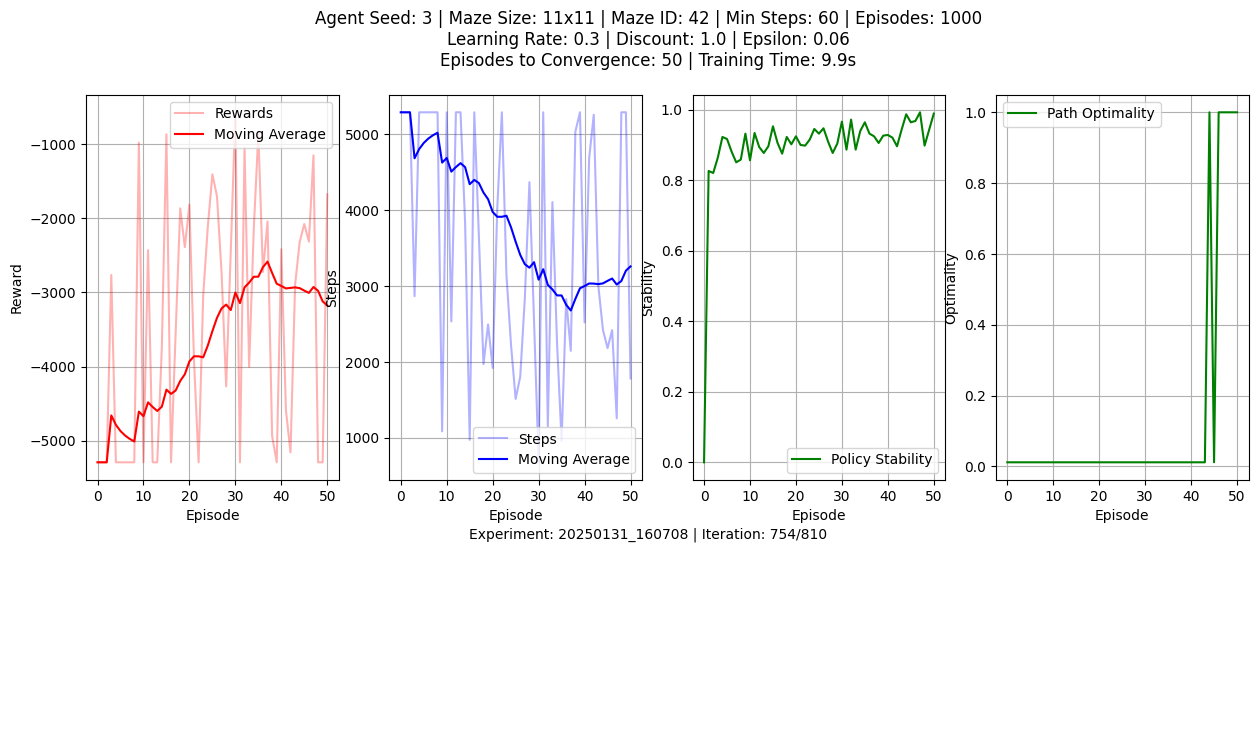 Agent Seed: 3 | Maze Size: 11x11 | Maze ID: 42 | Min Steps: 60 | Episodes: 1000
Learning Rate: 0.3 | Discount: 1.0 | Epsilon: 0.06
Episodes to Convergence: 50 | Training Time: 9.9s
Rewards
Moving Average
−1000
−2000
−3000
−4000
−5000
Reward
0 10 20 30 40 50
Episode
5000
4000
3000
2000
1000
Steps
Steps
Moving Average
0 10 20 30 40 50
Episode
1.0
0.8
0.6
0.4
0.2
0.0
Stability
Policy Stability
0 10 20 30 40 50
Episode
Path Optimality
1.0
0.8
0.6
0.4
0.2
0.0
Optimality
0 10 20 30 40 50
Episode
Experiment: 20250131_160708 | Iteration: 754/810